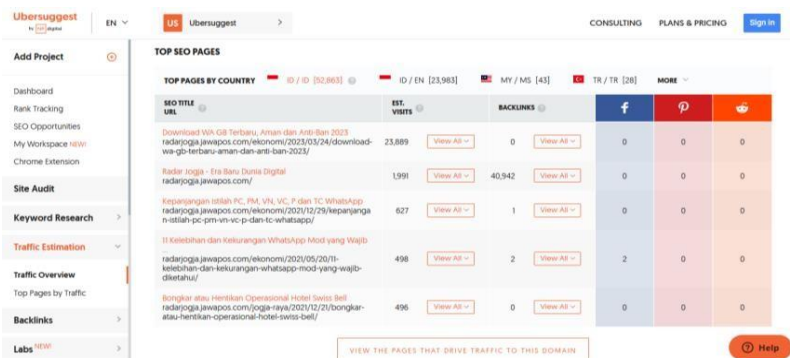 Ubersuggest
by NP digital
EN
US Ubersuggest
CONSULTING PLANS & PRICING Sign in
Add Project
Dashboard
Rank Tracking
SEO Opportunities
My Workspace NEW!
Chrome Extension
Site Audit
Keyword Research
Traffic Estimation
Traffic Overview
Top Pages by Traffic
Backlinks
Labs NEW!
TOP SEO PAGES
TOP PAGES BY COUNTRY ID / ID [52,863] ID / EN [23,983] MY / MS [43] TR / TR [28] MORE
SEO TITLE
URL
EST.
VISITS
BACKLINKS
Download WA GB Terbaru, Aman dan Anti-Ban 2023
radarjogja.jawapos.com/ekonomi/2023/03/24/download-
wa-gb-terbaru-aman-dan-anti-ban-2023/
23,889 View All 0 View All 0 0 0
Radar Jogja - Era Baru Dunia Digital
radarjogja.jawapos.com/
1,991 View All 40,942 View All 0 0 0
Kepanjangan Istilah PC, PM, VN, VC, P dan TC WhatsApp
radarjogja.jawapos.com/ekonomi/2021/12/29/kepanjanga
n-istilah-pc-pm-vn-vc-p-dan-tc-whatsapp/
627 View All 1 View All 0 0 0
11 Kelebihan dan Kekurangan WhatsApp Mod yang Wajib
...
radarjogja.jawapos.com/ekonomi/2021/05/20/11-
kelebihan-dan-kekurangan-whatsapp-mod-yang-wajib-
diketahui/
498 View All 2 View All 2 0 0
Bongkar atau Hentikan Operasional Hotel Swiss Bell
radarjogja.jawapos.com/jogja-raya/2021/12/21/bongkar-
atau-hentikan-operasional-hotel-swiss-bell/
496 View All 0 View All 0 0 0
VIEW THE PAGES THAT DRIVE TRAFFIC TO THIS DOMAIN
Help